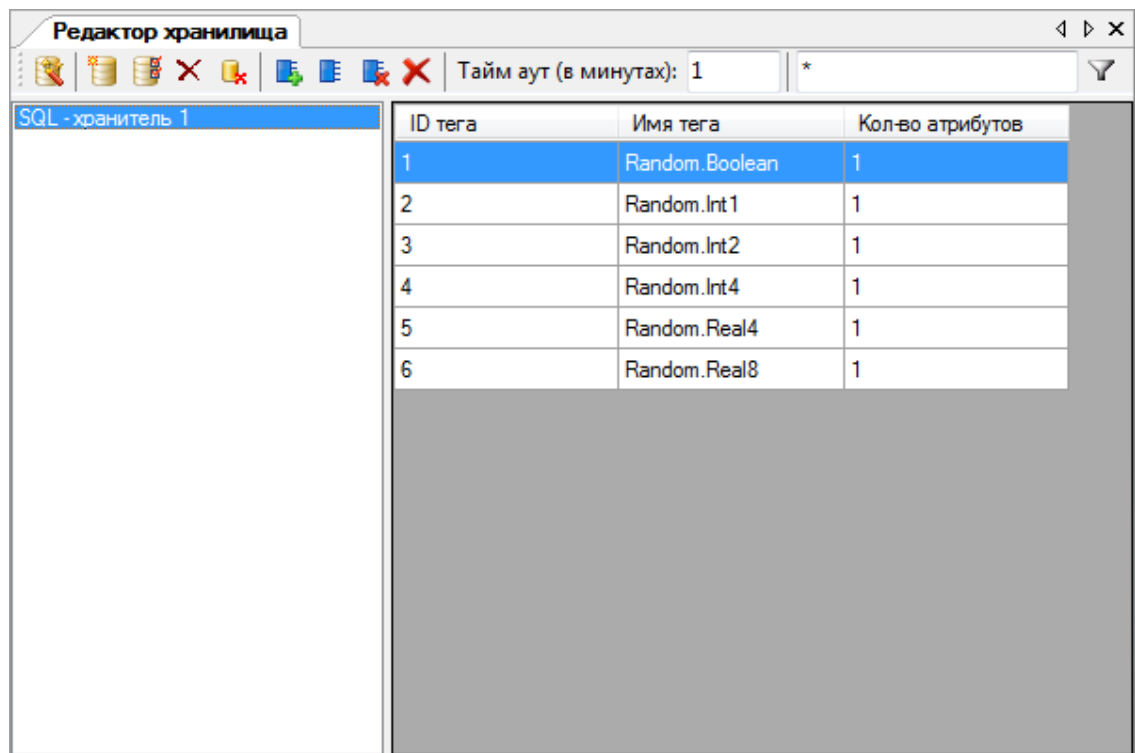 Редактор хранилища
Тайм аут (в минутах): 1 *
SQL - хранитель 1
ID тега Имя тега Кол-во атрибутов
1 Random.Boolean 1
2 Random.Int1 1
3 Random.Int2 1
4 Random.Int4 1
5 Random.Real4 1
6 Random.Real8 1